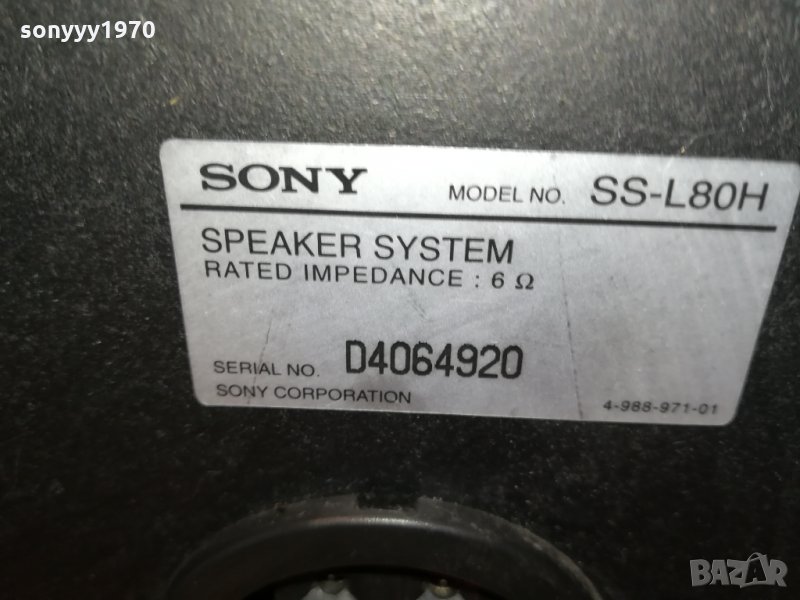 sonyyy1970
SONY MODEL NO. SS-L80H
SPEAKER SYSTEM
RATED IMPEDANCE : 6 Ω
SERIAL NO. D4064920
SONY CORPORATION 4-988-971-01
BAZAR